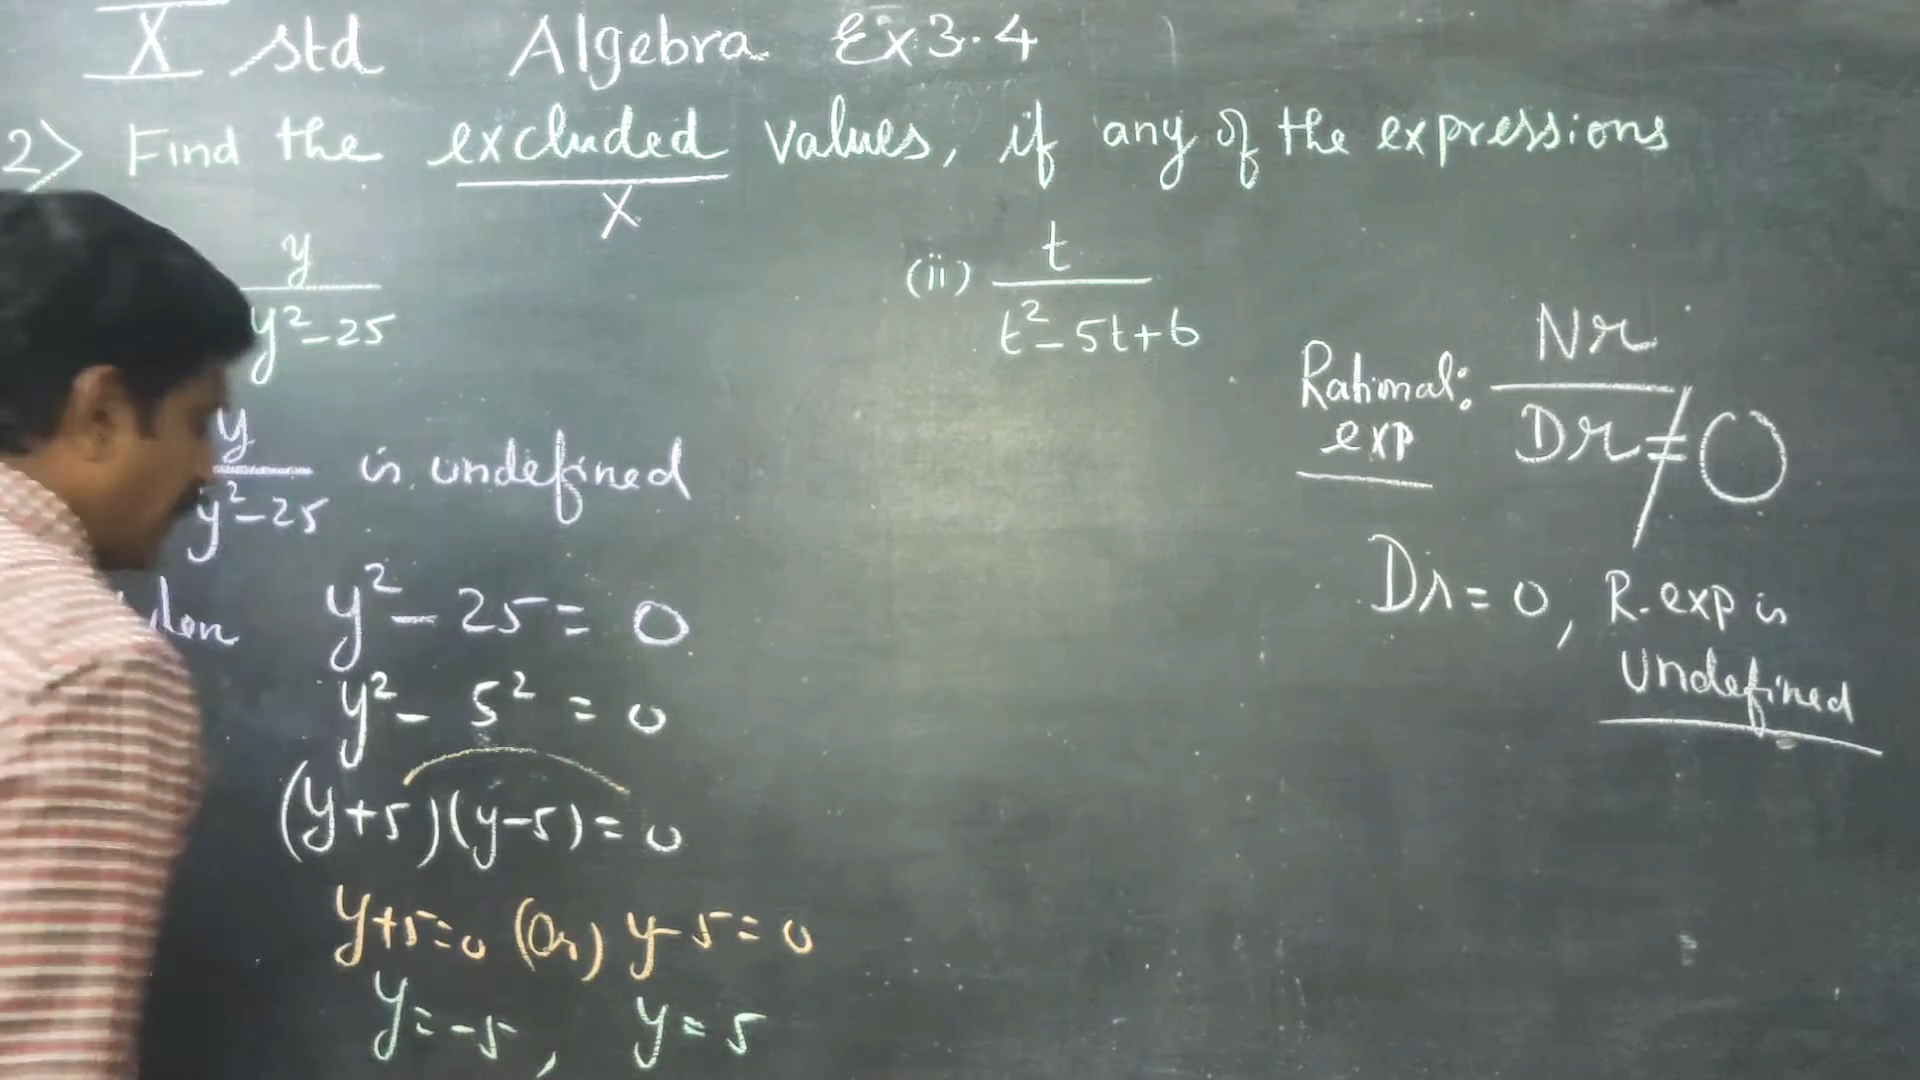 X std Algebra Ex 3.4
2) Find the excluded values, if any of the expressions
X
y
y² - 25
(ii) t
t² - 5t + 6
y
y² - 25 is undefined
y² - 25 = 0
y² - 5² = 0
(y+5)(y-5) = 0
y+5=0 (Or) y-5=0
y = -5, y = 5
Rational: Nr
exp Dr ≠ 0
Dr = 0, R.exp is
undefined